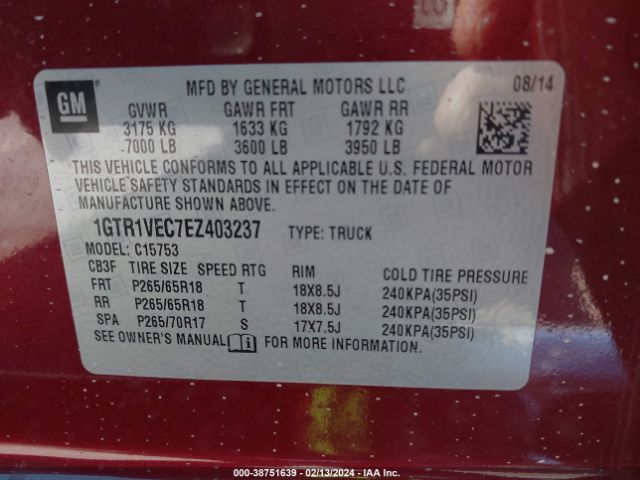 GM
MFD BY GENERAL MOTORS LLC 08/14
GVWR GAWR FRT GAWR RR
3175 KG 1633 KG 1792 KG
7000 LB 3600 LB 3950 LB
THIS VEHICLE CONFORMS TO ALL APPLICABLE U.S. FEDERAL MOTOR
VEHICLE SAFETY STANDARDS IN EFFECT ON THE DATE OF
MANUFACTURE SHOWN ABOVE.
1GTR1VEC7EZ403237 TYPE: TRUCK
MODEL: C15753
CB3F TIRE SIZE SPEED RTG RIM COLD TIRE PRESSURE
FRT P265/65R18 T 18X8.5J 240KPA(35PSI)
RR P265/65R18 T 18X8.5J 240KPA(35PSI)
SPA P265/70R17 S 17X7.5J 240KPA(35PSI)
SEE OWNER'S MANUAL FOR MORE INFORMATION.
000-38751639 - 02/13/2024 - IAA Inc.